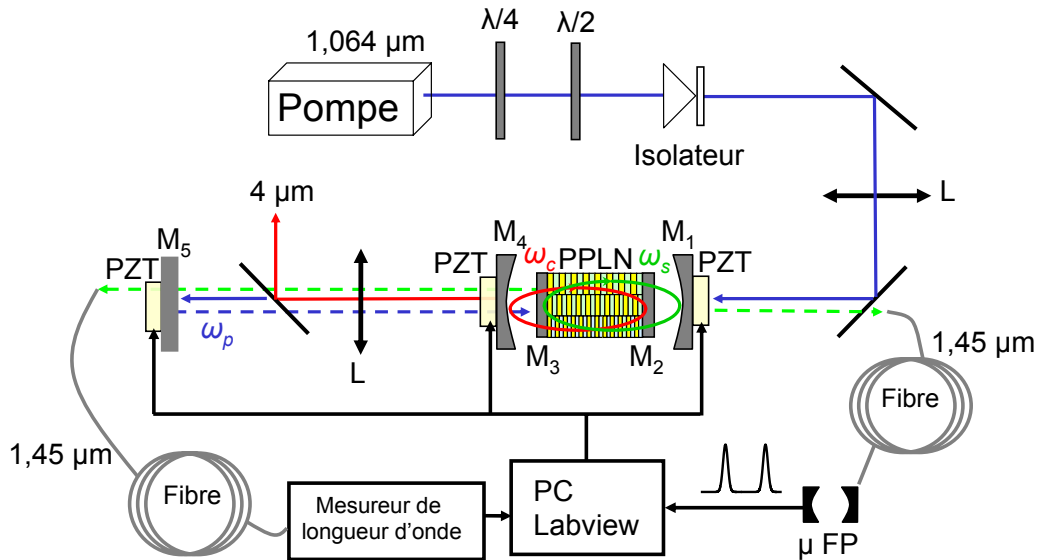 λ/4
λ/2
1,064 µm
Pompe
Isolateur
L
4 µm
M5
PZT
M4
PZT
ωc
PPLN
ωs
M1
PZT
ωp
L
M3
M2
1,45 µm
Fibre
1,45 µm
Fibre
Mesureur de
longueur d'onde
PC
Labview
µ FP